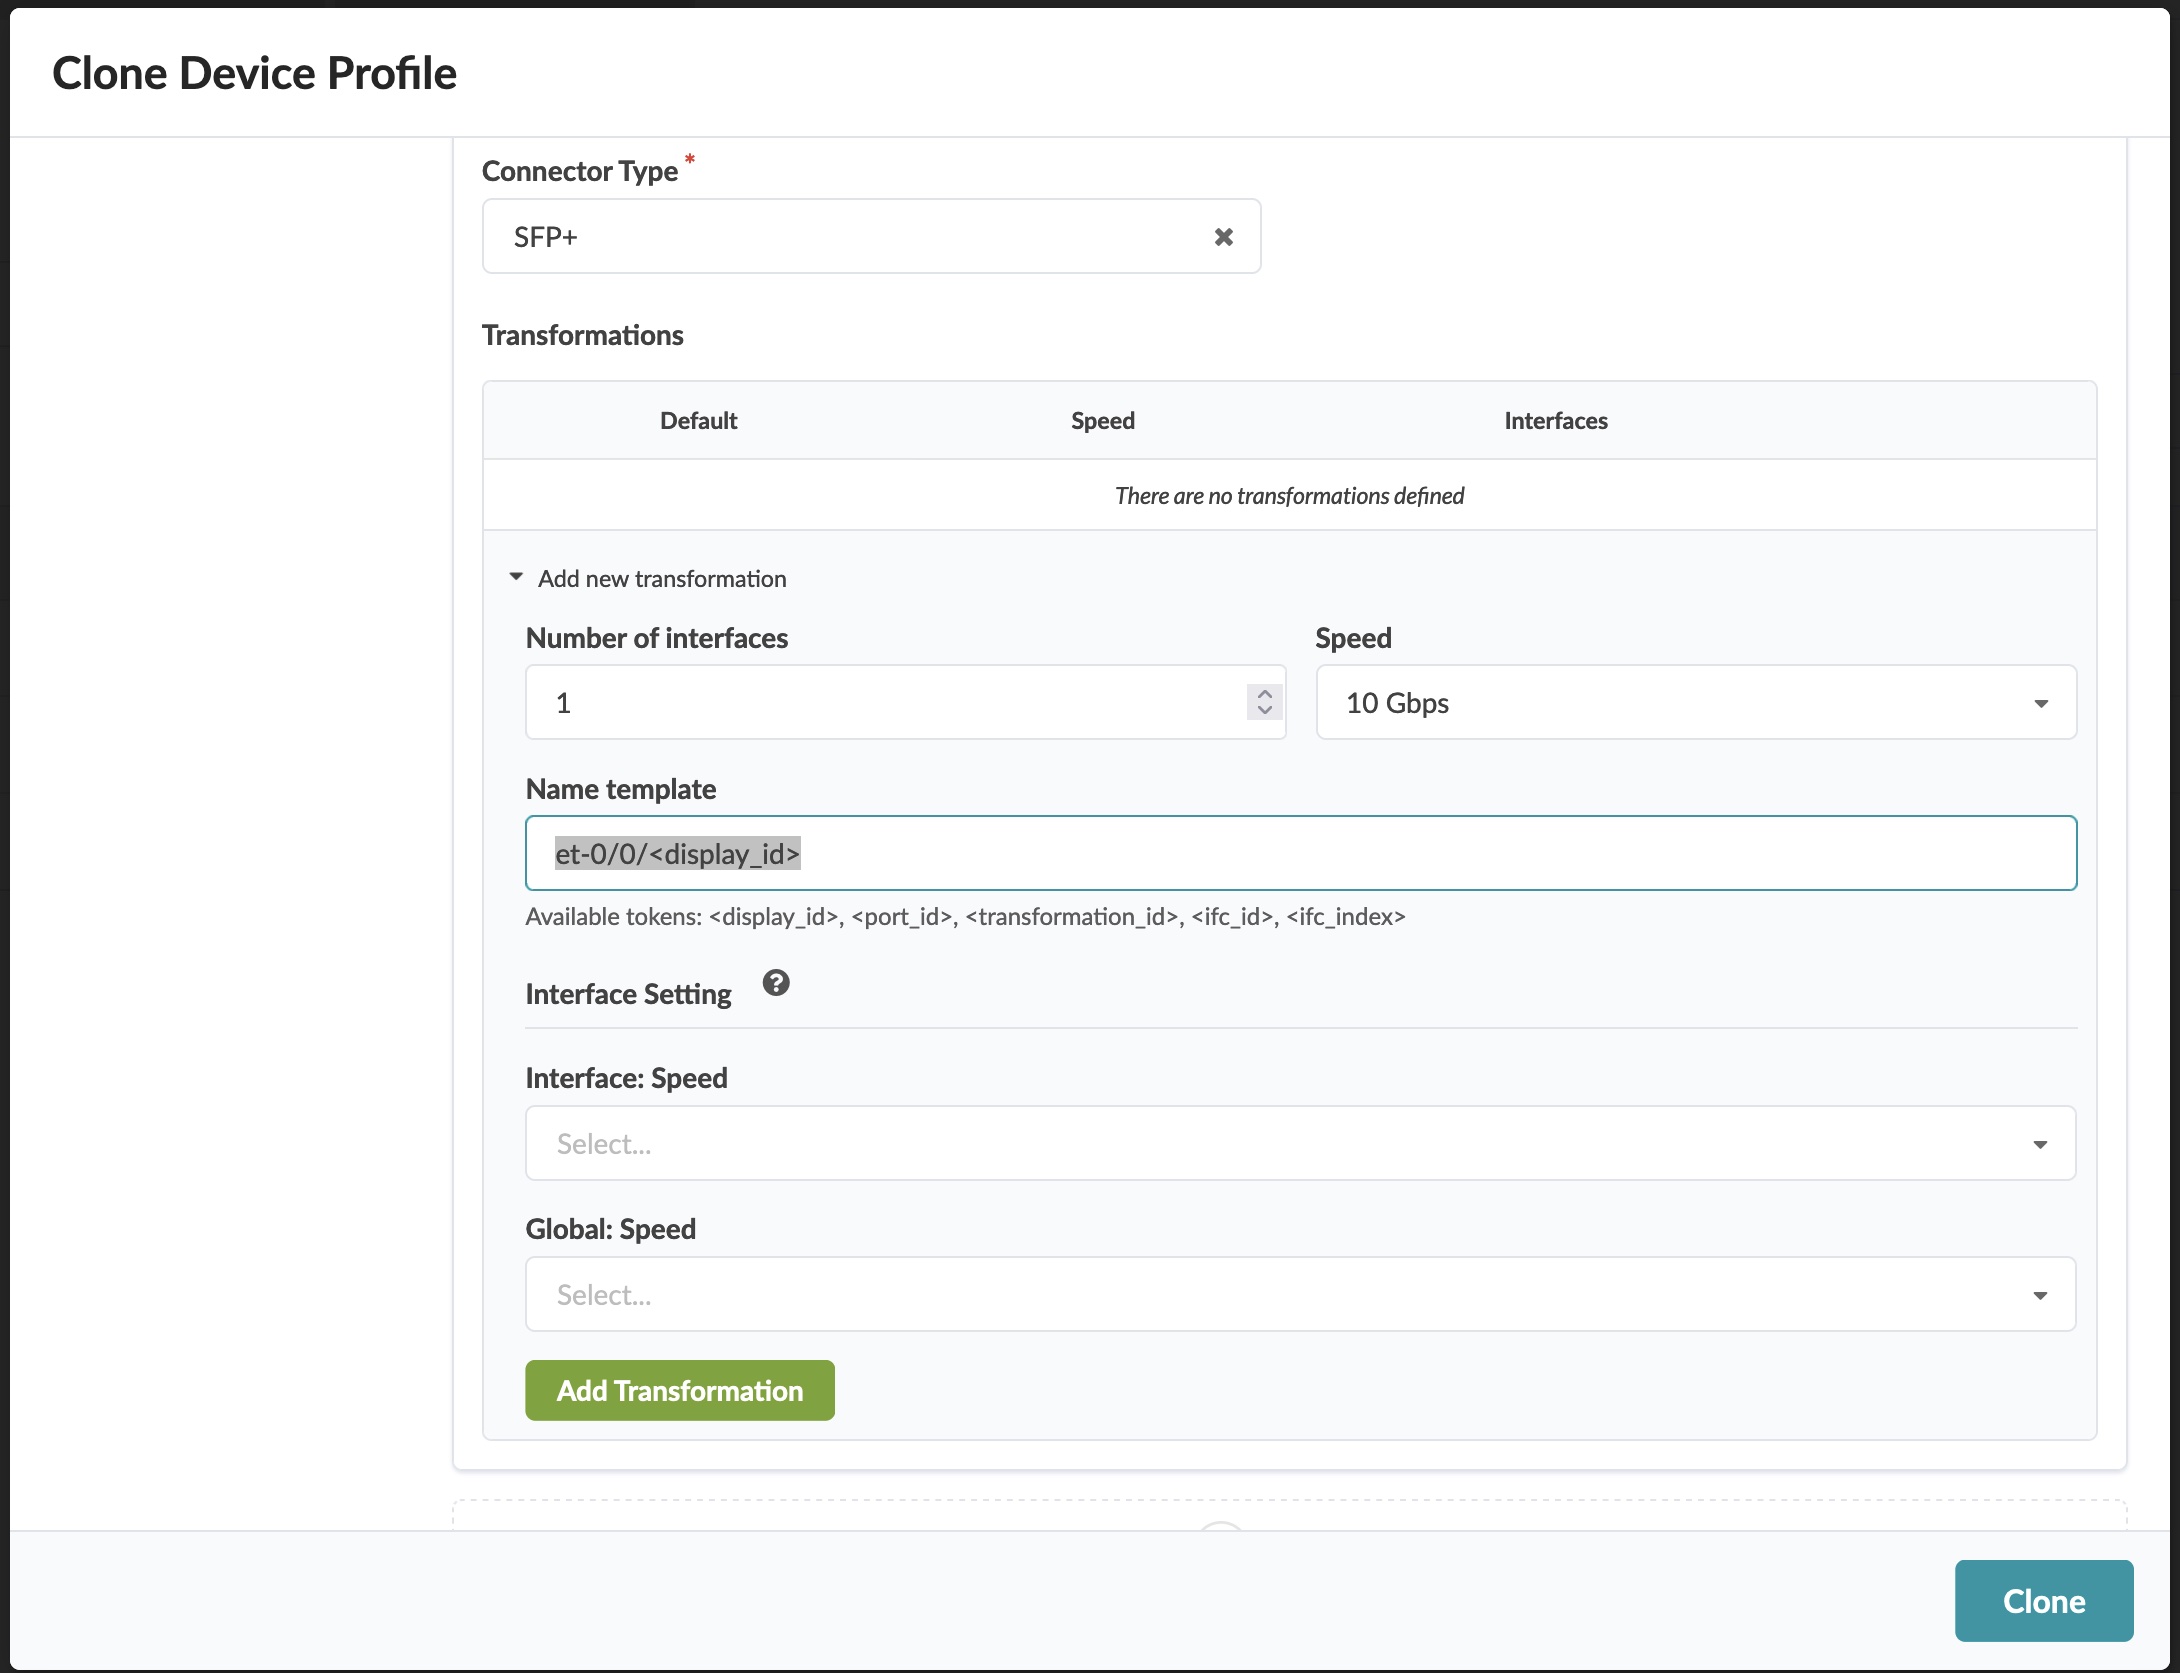 Clone Device Profile
Connector Type *
SFP+
Transformations
Default Speed Interfaces
There are no transformations defined
Add new transformation
Number of interfaces Speed
1 10 Gbps
Name template
et-0/0/<display_id>
Available tokens: <display_id>, <port_id>, <transformation_id>, <ifc_id>, <ifc_index>
Interface Setting ?
Interface: Speed
Select...
Global: Speed
Select...
Add Transformation
Clone